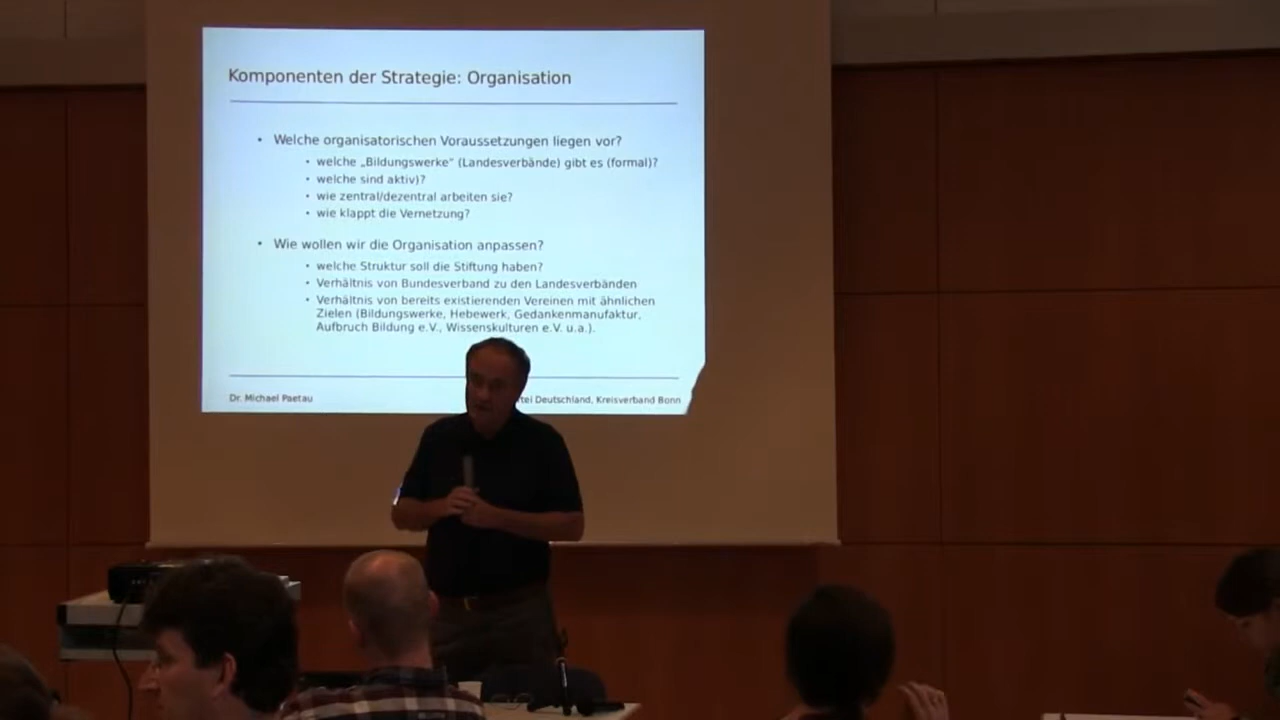 Komponenten der Strategie: Organisation
• Welche organisatorischen Voraussetzungen liegen vor?
• welche „Bildungswerke“ (Landesverbände) gibt es (formal)?
• welche sind aktiv)?
• wie zentral/dezentral arbeiten sie?
• wie klappt die Vernetzung?
• Wie wollen wir die Organisation anpassen?
• welche Struktur soll die Stiftung haben?
• Verhältnis von Bundesverband zu den Landesverbänden
• Verhältnis von bereits existierenden Vereinen mit ähnlichen
Zielen (Bildungswerke, Hebewerk, Gedankenmanufaktur,
Aufbruch Bildung e.V., Wissenskulturen e.V. u.a.).
Dr. Michael Paetau
Deutschland, Kreisverband Bonn